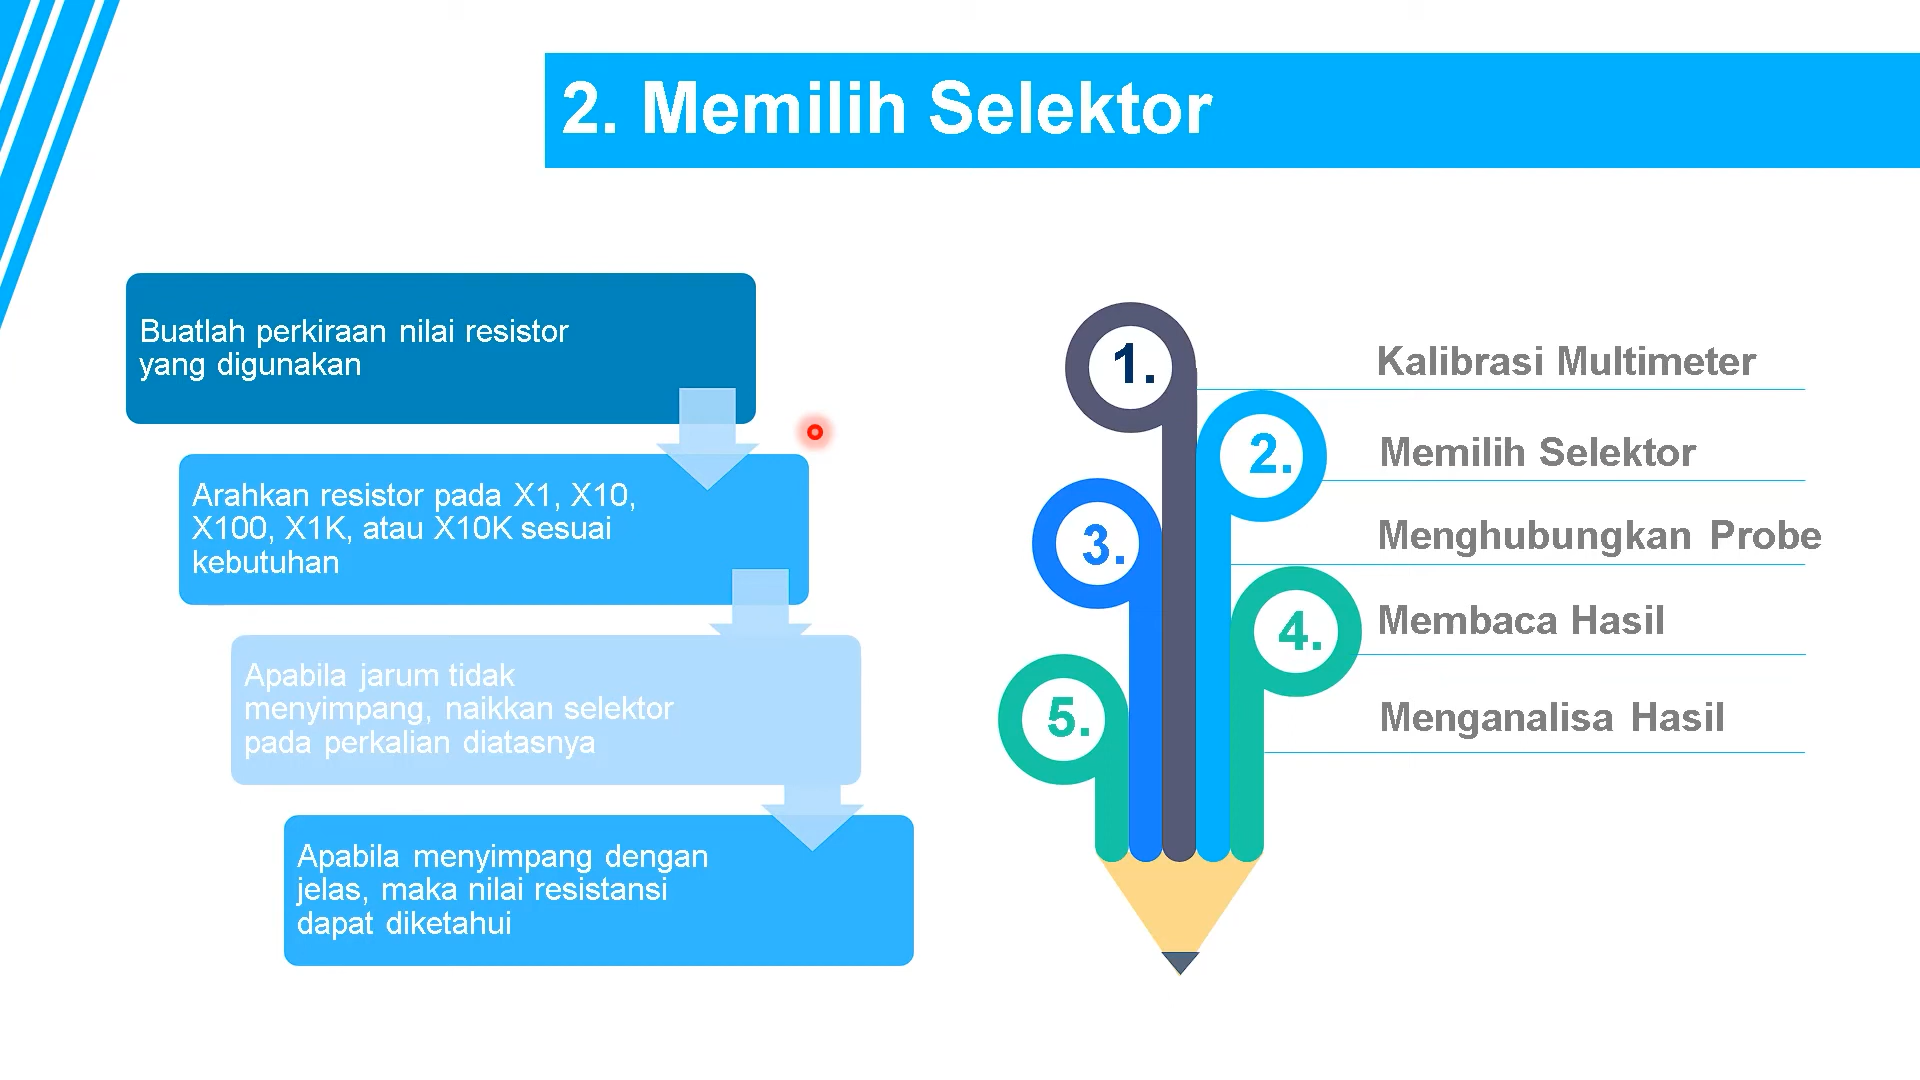 2. Memilih Selektor
Buatlah perkiraan nilai resistor
yang digunakan
Arahkan resistor pada X1, X10,
X100, X1K, atau X10K sesuai
kebutuhan
Apabila jarum tidak
menyimpang, naikkan selektor
pada perkalian diatasnya
Apabila menyimpang dengan
jelas, maka nilai resistansi
dapat diketahui
1.
Kalibrasi Multimeter
2.
Memilih Selektor
3.
Menghubungkan Probe
4.
Membaca Hasil
5.
Menganalisa Hasil